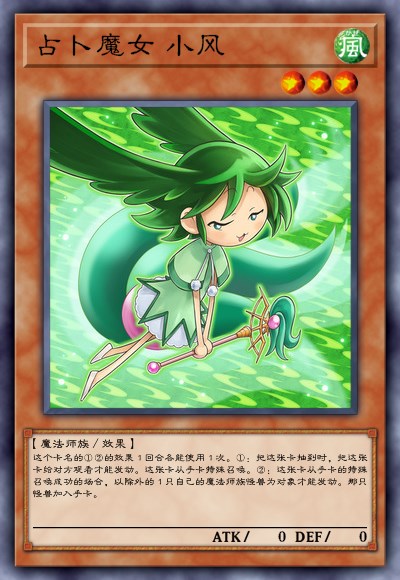 占卜魔女 小风
風
【魔法师族／效果】
这个卡名的①②的效果1回合各能使用1次。①：把这张卡抽到时，把这张
卡给对方观看才能发动。这张卡从手卡特殊召唤。②：这张卡从手卡的特殊
召唤成功的场合，以除外的1只自己的魔法师族怪兽为对象才能发动。那只
怪兽加入手卡。
ATK/ 0 DEF/ 0